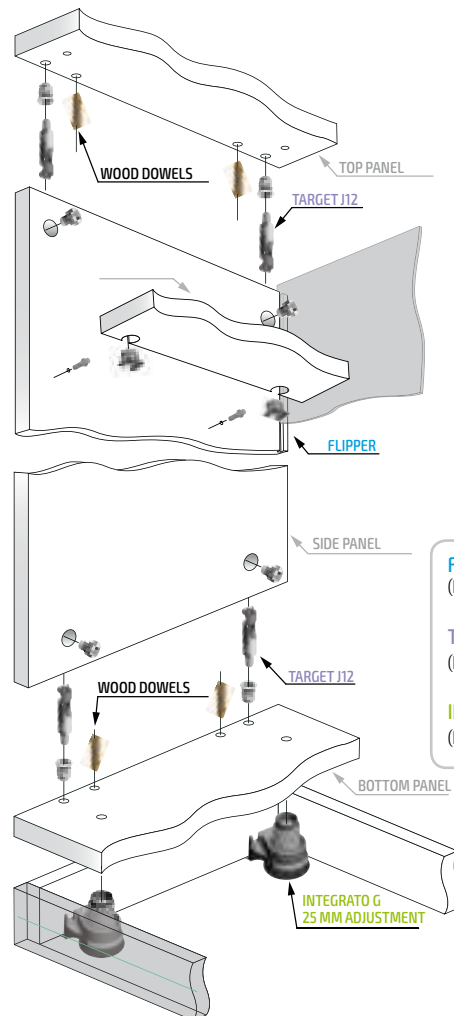 WOOD DOWELS
TOP PANEL
TARGET J12
FLIPPER
SIDE PANEL
TARGET J12
WOOD DOWELS
BOTTOM PANEL
INTEGRATO G
25 MM ADJUSTMENT